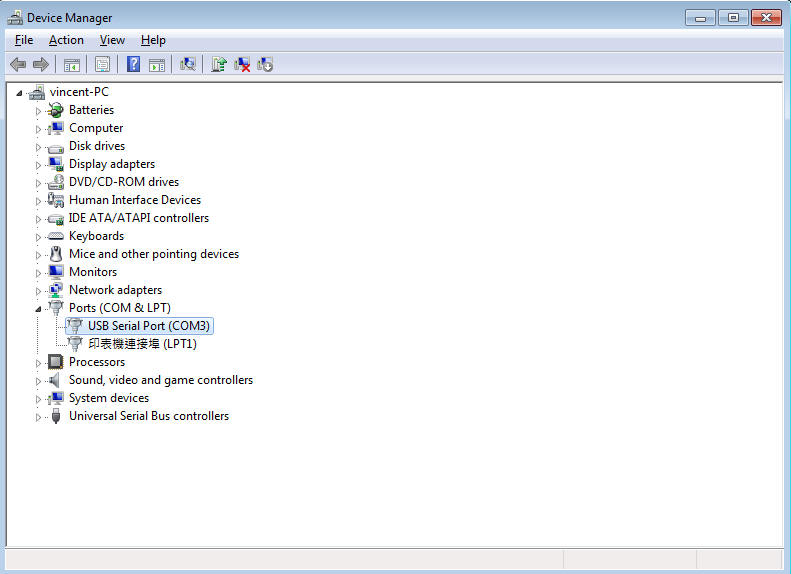 Device Manager
File Action View Help
vincent-PC
Batteries
Computer
Disk drives
Display adapters
DVD/CD-ROM drives
Human Interface Devices
IDE ATA/ATAPI controllers
Keyboards
Mice and other pointing devices
Monitors
Network adapters
Ports (COM & LPT)
USB Serial Port (COM3)
印表機連接埠 (LPT1)
Processors
Sound, video and game controllers
System devices
Universal Serial Bus controllers